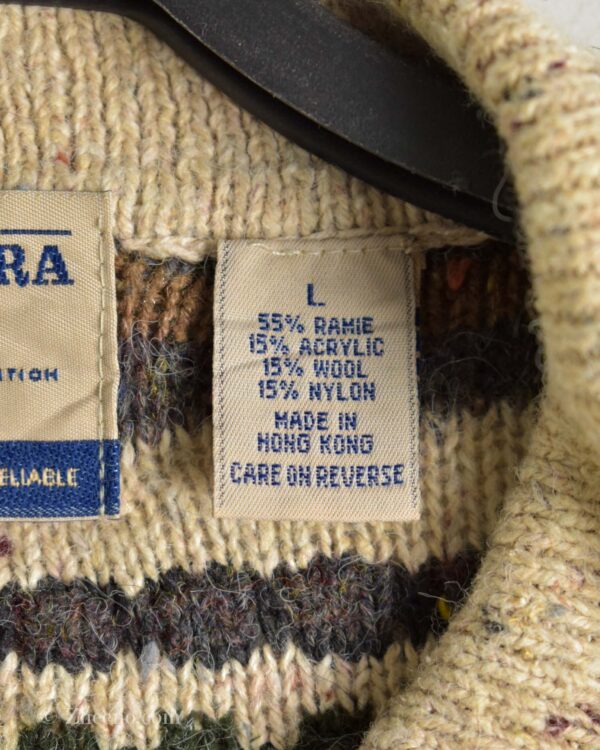 RA
ITION
ELIABLE
L
55% RAMIE
15% ACRYLIC
15% WOOL
15% NYLON
MADE IN
HONG KONG
CARE ON REVERSE